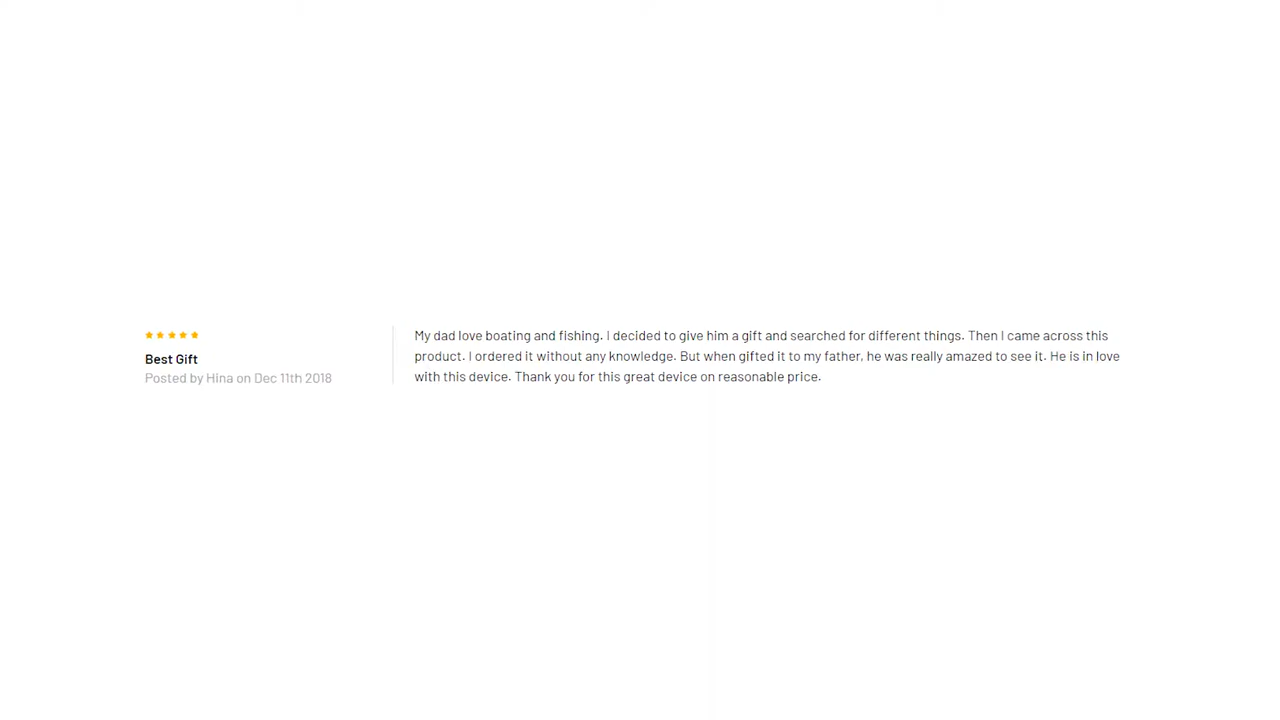 Best Gift
Posted by Hina on Dec 11th 2018
My dad love boating and fishing. I decided to give him a gift and searched for different things. Then I came across this
product. I ordered it without any knowledge. But when gifted it to my father, he was really amazed to see it. He is in love
with this device. Thank you for this great device on reasonable price.